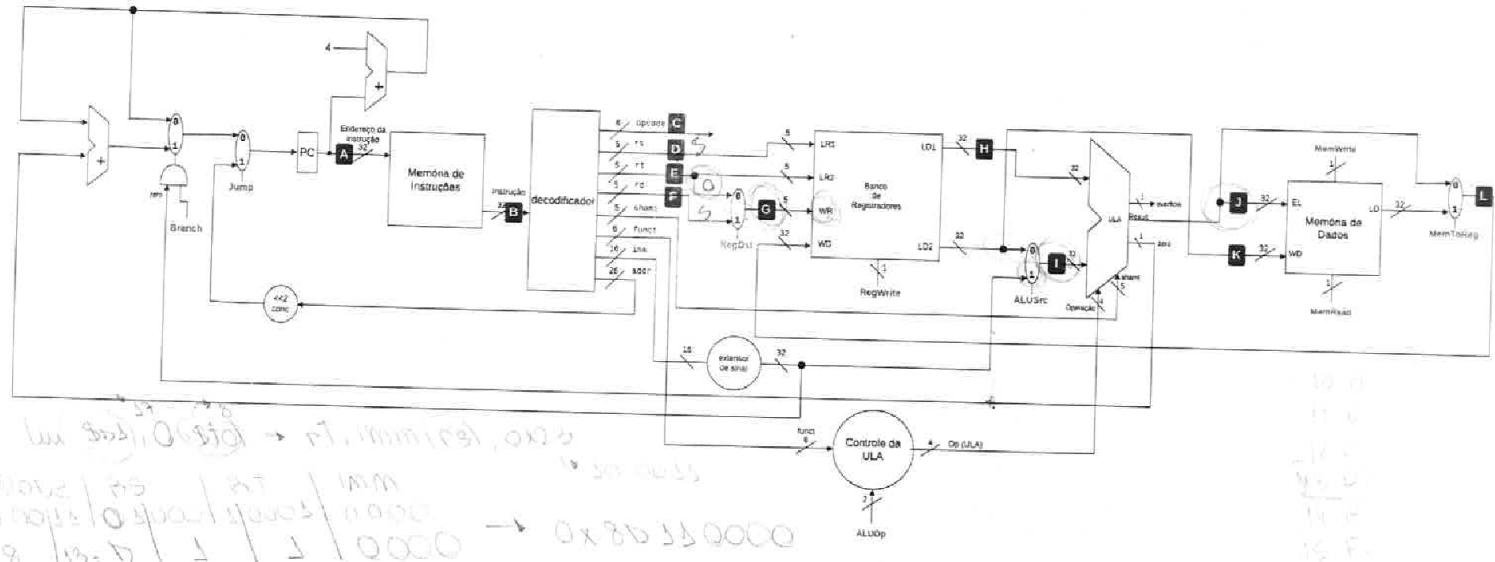 4
+
+
0
1
0
1
PC
Jump
zero
Branch
Endereço da
instrução
A
32
Memória de
Instruções
Instrução
32
B
decodificador
6
opcode
C
5
rs
D
5
rt
E
5
rd
F
5
shamt
6
funct
16
imm
26
addr
<<2
conc
0
1
RegDst
G
5
5
5
32
LR1
LR2
WR
WD
Banco
de
Registradores
LD1
LD2
1
RegWrite
32
H
32
0
1
ALUSrc
I
32
32
ULA
1
overflow
Result
1
zero
shamt
5
Operação
4
J
32
K
32
MemWrite
1
EL
WD
LD
Memória de
Dados
1
MemRead
32
0
1
MemToReg
L
16
extensor
de sinal
32
funct
6
Controle da
ULA
4
Op (ULA)
2
ALUOp